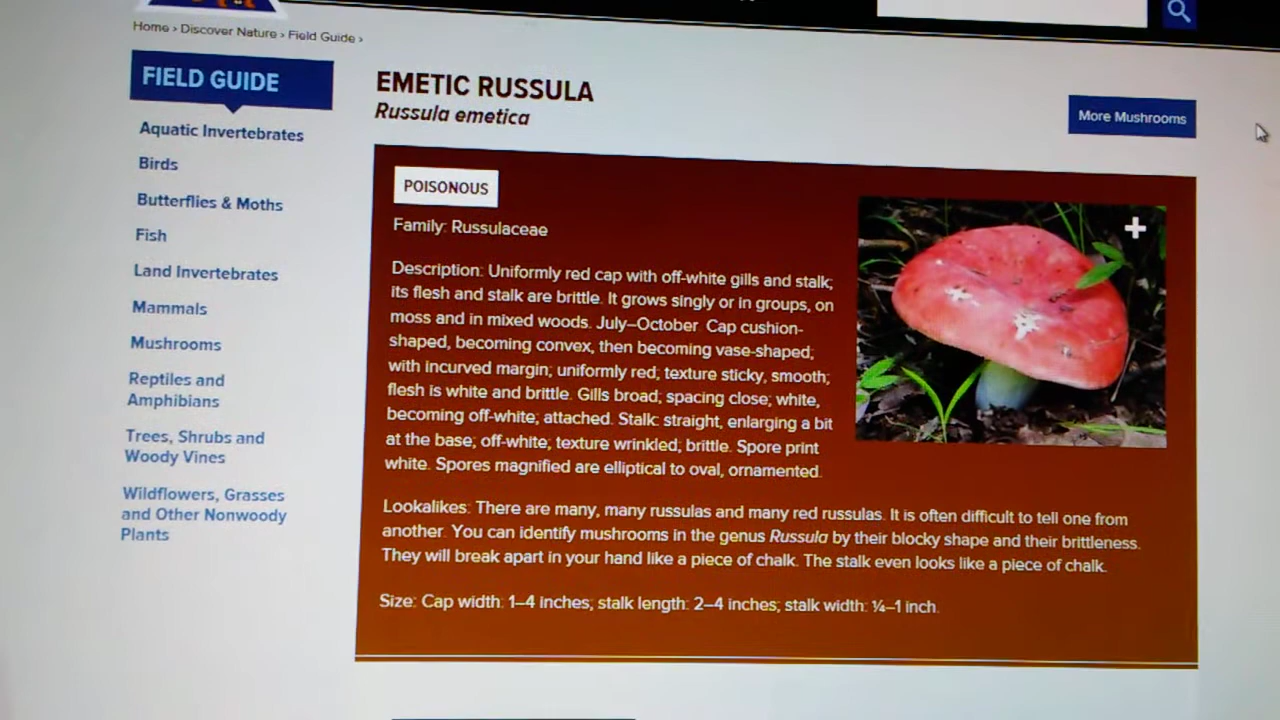 Home › Discover Nature › Field Guide ›
FIELD GUIDE
Aquatic Invertebrates
Birds
Butterflies & Moths
Fish
Land Invertebrates
Mammals
Mushrooms
Reptiles and
Amphibians
Trees, Shrubs and
Woody Vines
Wildflowers, Grasses
and Other Nonwoody
Plants
EMETIC RUSSULA
Russula emetica
More Mushrooms
POISONOUS
Family: Russulaceae
Description: Uniformly red cap with off-white gills and stalk;
its flesh and stalk are brittle. It grows singly or in groups, on
moss and in mixed woods. July–October. Cap cushion-
shaped, becoming convex, then becoming vase-shaped;
with incurved margin; uniformly red; texture sticky, smooth;
flesh is white and brittle. Gills broad; spacing close; white,
becoming off-white; attached. Stalk: straight, enlarging a bit
at the base; off-white; texture wrinkled; brittle. Spore print
white. Spores magnified are elliptical to oval, ornamented.
Lookalikes: There are many, many russulas and many red russulas. It is often difficult to tell one from
another. You can identify mushrooms in the genus Russula by their blocky shape and their brittleness.
They will break apart in your hand like a piece of chalk. The stalk even looks like a piece of chalk.
Size: Cap width: 1–4 inches; stalk length: 2–4 inches; stalk width: ¼–1 inch.